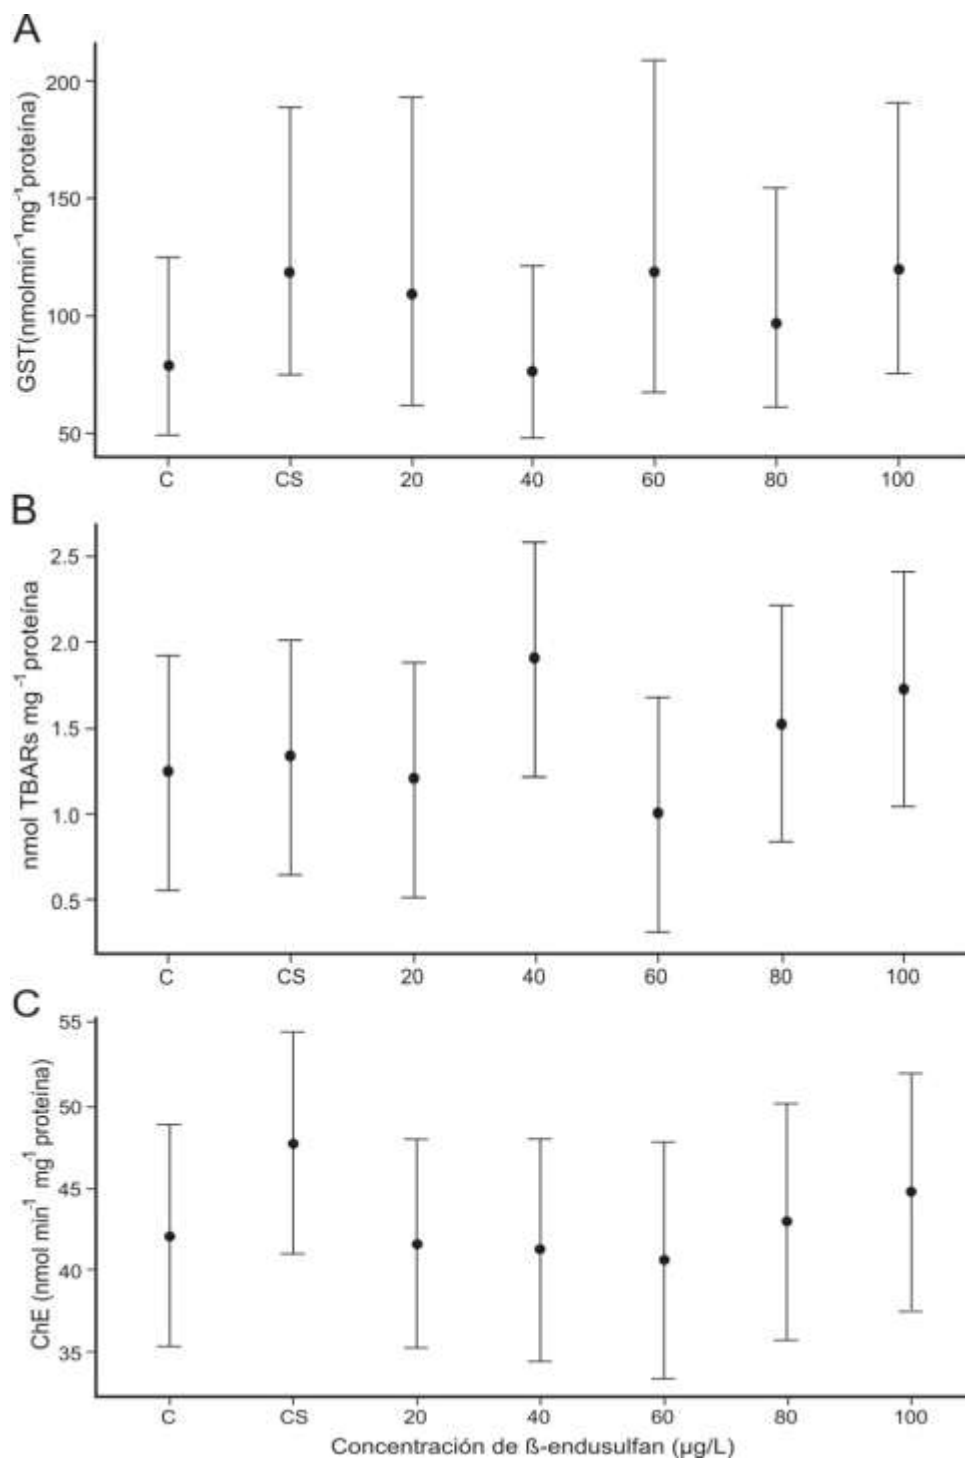 A
GST(nmolmin⁻¹mg⁻¹proteína)
200
150
100
50
C CS 20 40 60 80 100
B
nmol TBARs mg⁻¹proteína
2.5
2.0
1.5
1.0
0.5
C CS 20 40 60 80 100
C
ChE (nmol min⁻¹ mg⁻¹ proteína)
55
50
45
40
35
C CS 20 40 60 80 100
Concentración de ß-endusulfan (µg/L)